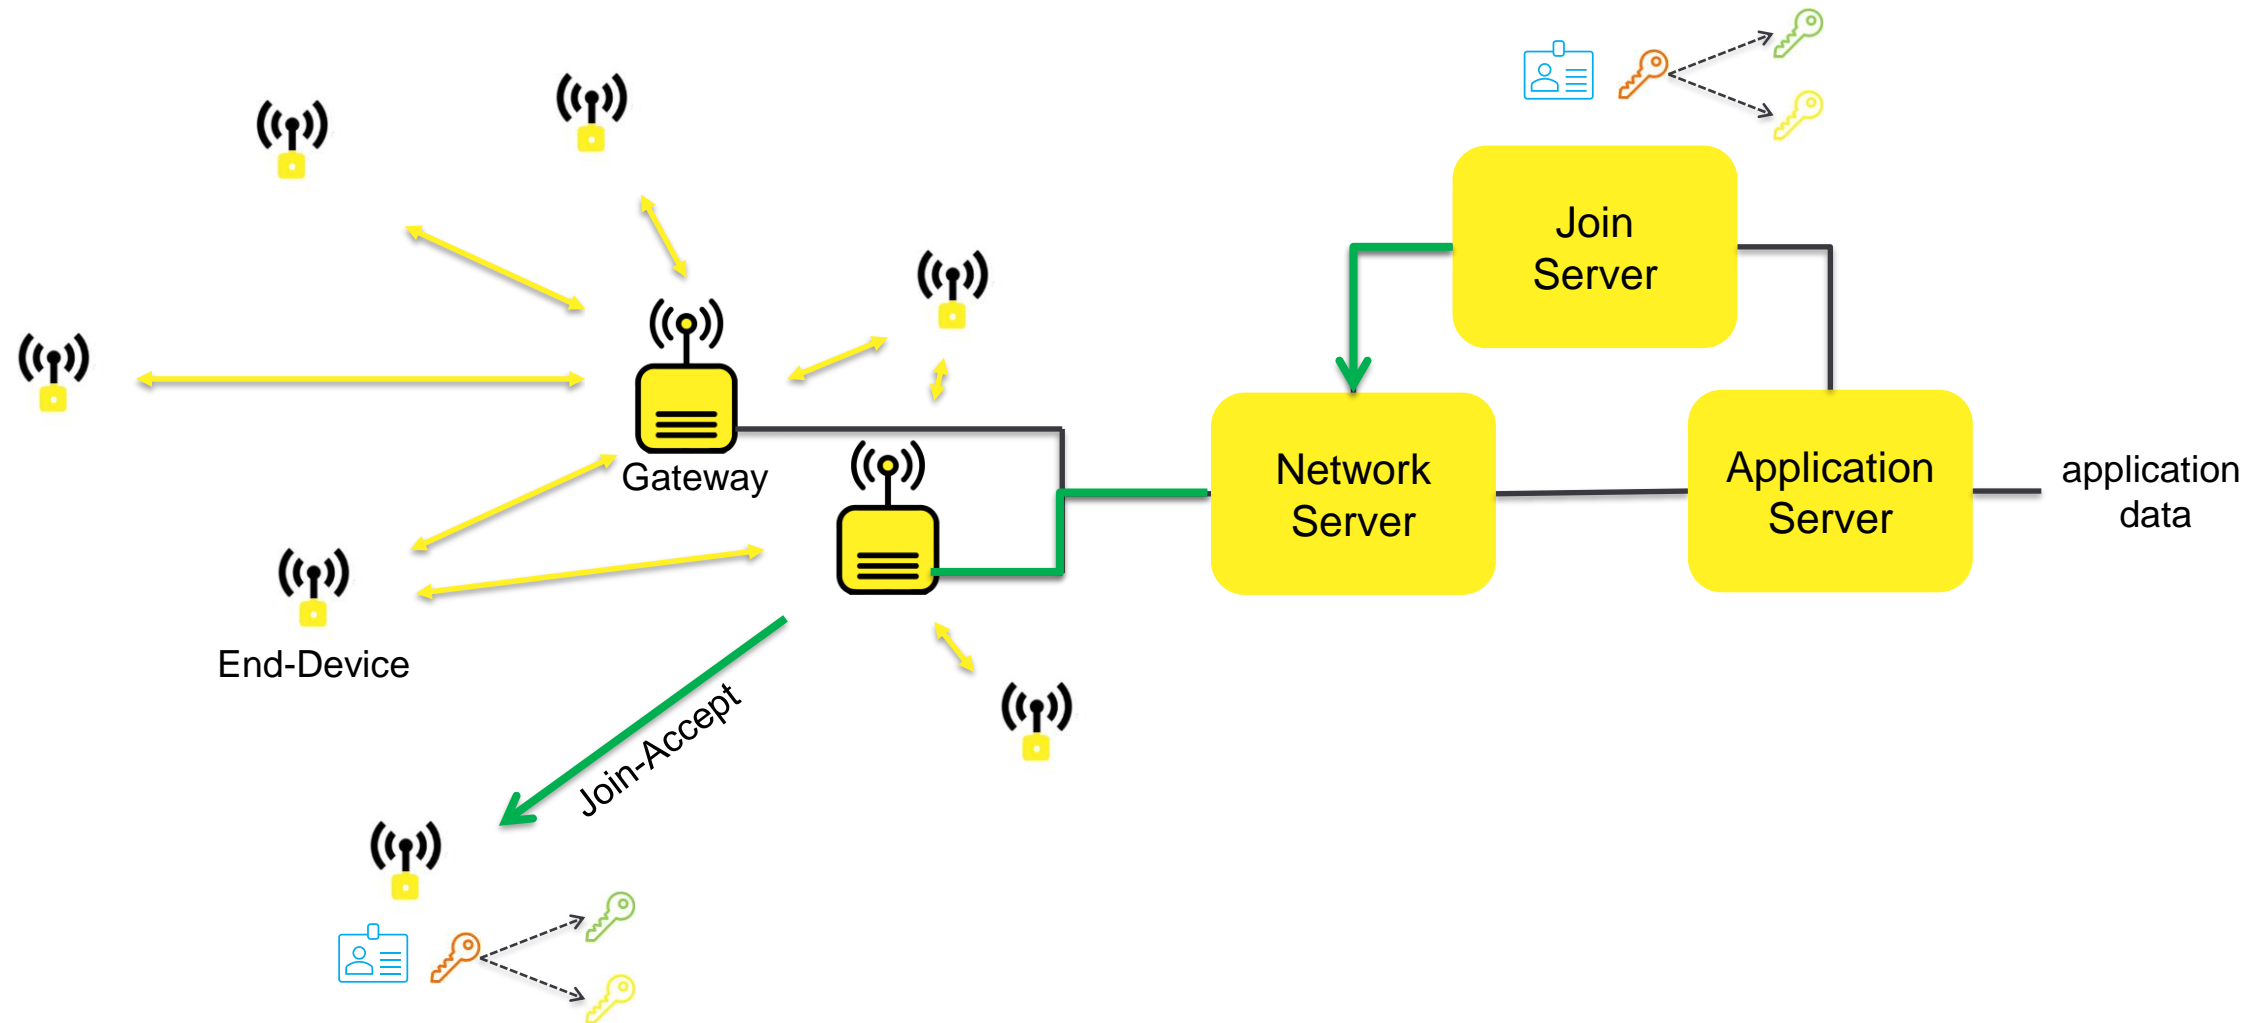 Join
Server
Gateway
Network
Server
Application
Server
application
data
End-Device
Join-Accept